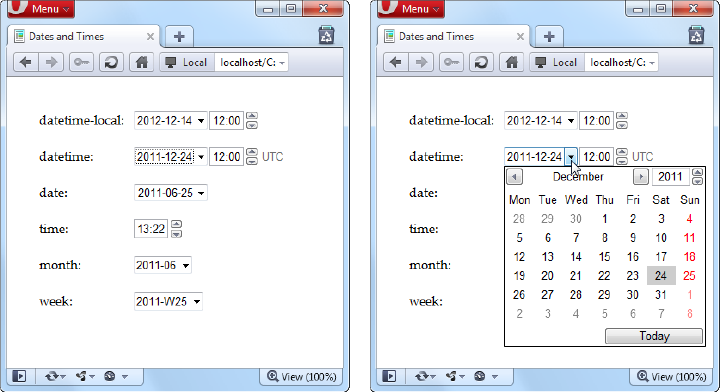 Menu
Dates and Times
Local localhost/C:
datetime-local: 2012-12-14 12:00
datetime: 2011-12-24 12:00 UTC
date: 2011-06-25
time: 13:22
month: 2011-06
week: 2011-W25
View (100%)
Menu
Dates and Times
Local localhost/C:
datetime-local: 2012-12-14 12:00
datetime: 2011-12-24 12:00 UTC
date:
time:
month:
week:
December 2011
Mon Tue Wed Thu Fri Sat Sun
28 29 30 1 2 3 4
5 6 7 8 9 10 11
12 13 14 15 16 17 18
19 20 21 22 23 24 25
26 27 28 29 30 31 1
2 3 4 5 6 7 8
Today
View (100%)